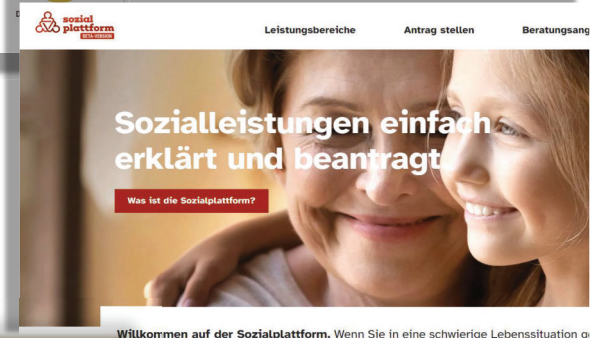 sozial
plattform
BETA-VERSION
Leistungsbereiche Antrag stellen Beratungsang
Sozialleistungen einfach
erklärt und beantragt
Was ist die Sozialplattform?
Willkommen auf der Sozialplattform. Wenn Sie in eine schwierige Lebenssituation g